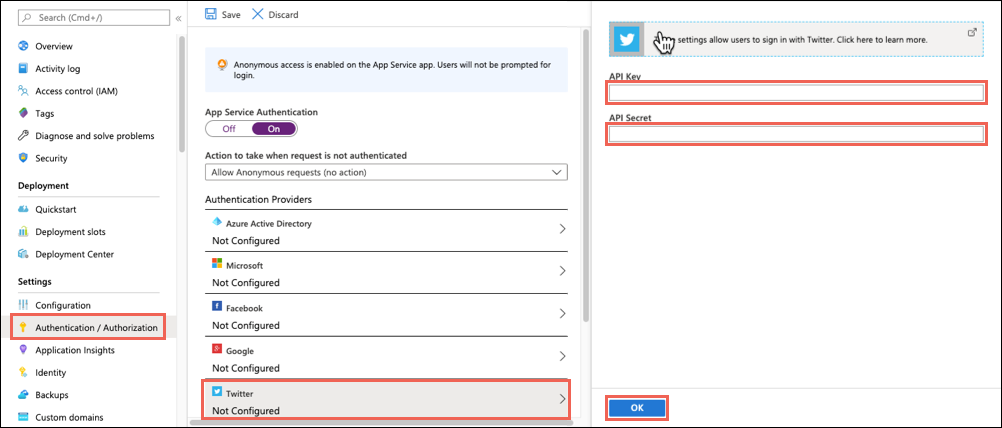 Search (Cmd+/)
«
Overview
Activity log
Access control (IAM)
Tags
Diagnose and solve problems
Security
Deployment
Quickstart
Deployment slots
Deployment Center
Settings
Configuration
Authentication / Authorization
Application Insights
Identity
Backups
Custom domains
Save
Discard
Anonymous access is enabled on the App Service app. Users will not be prompted for
login.
App Service Authentication
Off On
Action to take when request is not authenticated
Allow Anonymous requests (no action)
Authentication Providers
Azure Active Directory
Not Configured
Microsoft
Not Configured
Facebook
Not Configured
Google
Not Configured
Twitter
Not Configured
settings allow users to sign in with Twitter. Click here to learn more.
API Key
API Secret
OK